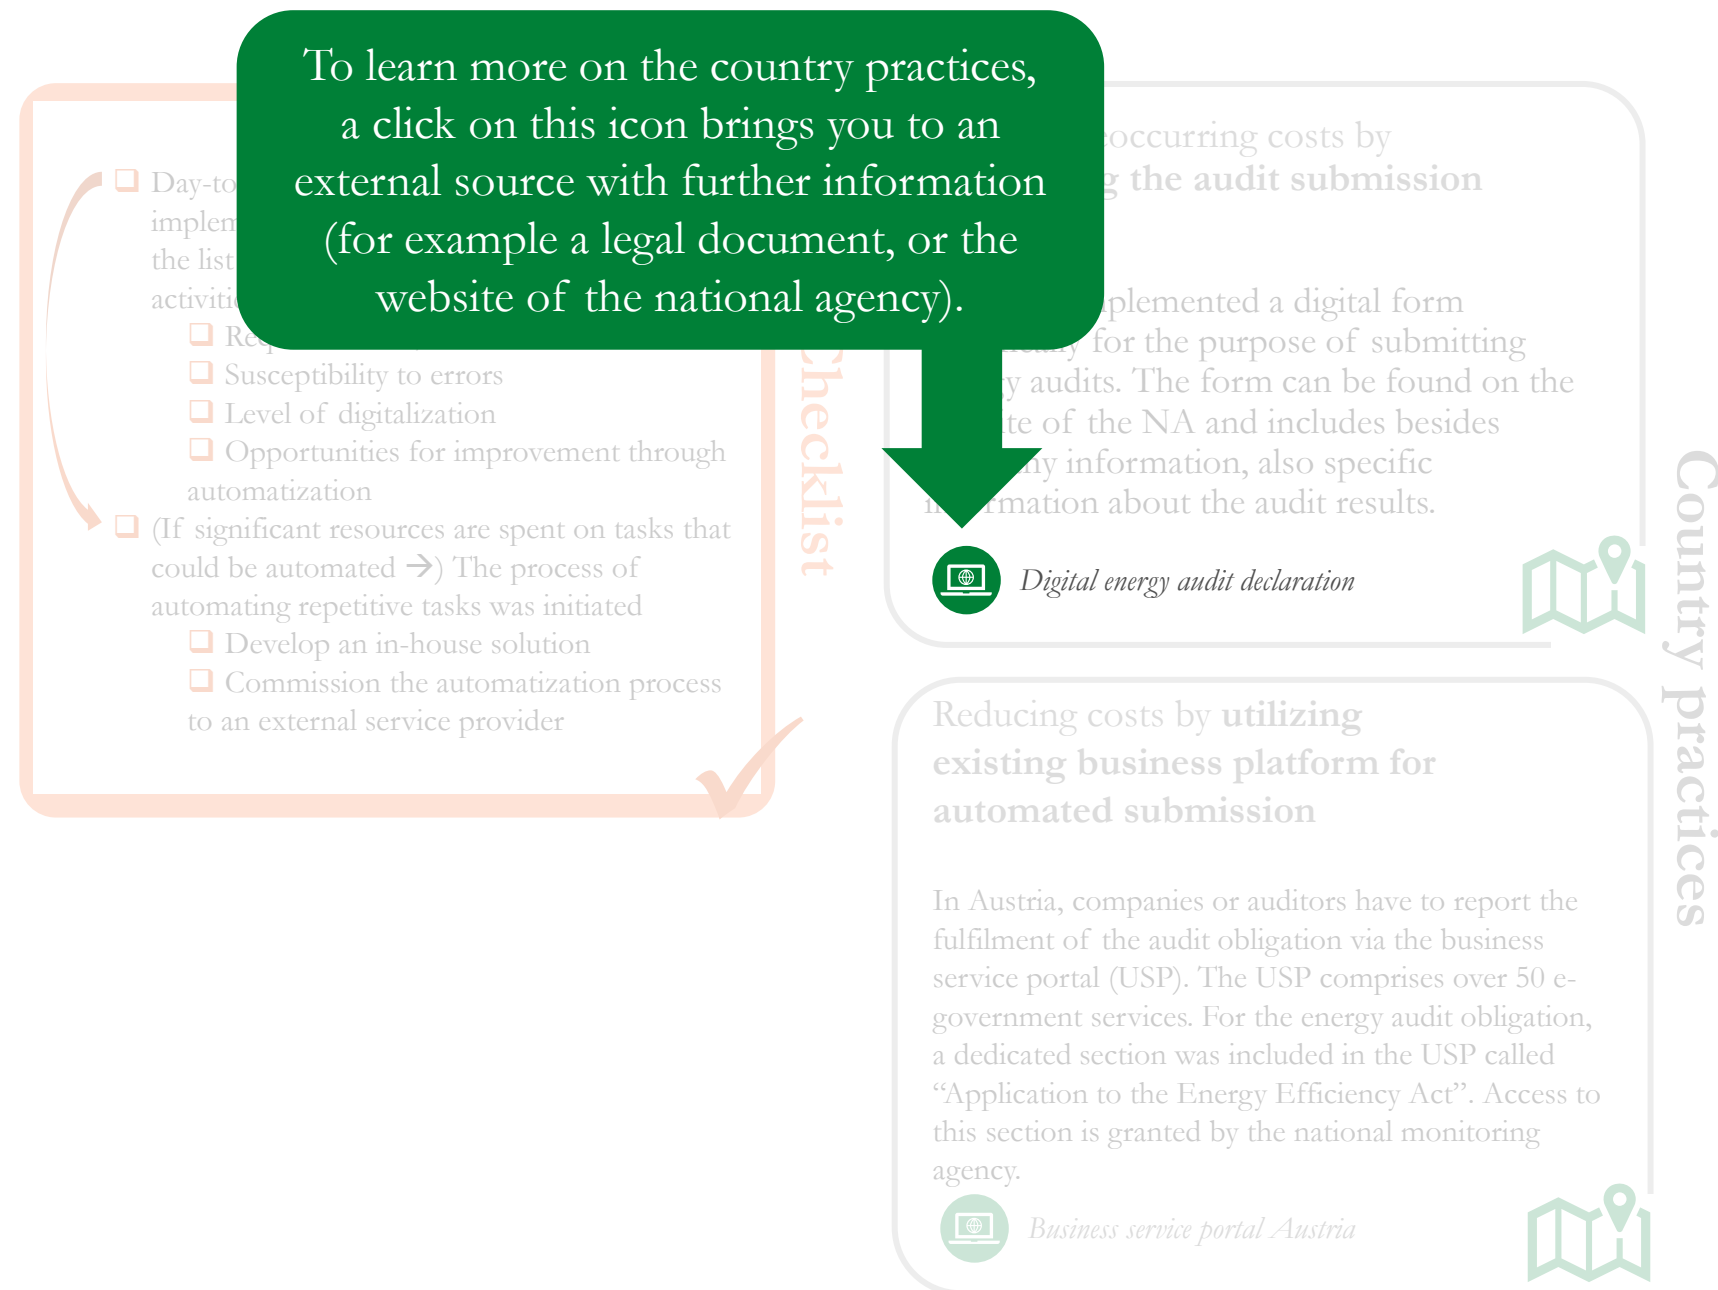 To learn more on the country practices,
a click on this icon brings you to an
external source with further information
(for example a legal document, or the
website of the national agency).
Day-to
implem
the list
activitie
Req
Susceptibility to errors
Level of digitalization
Opportunities for improvement through
automatization
(If significant resources are spent on tasks that
could be automated →) The process of
automating repetitive tasks was initiated
Develop an in-house solution
Commission the automatization process
to an external service provider
Checklist
occurring costs by
g the audit submission
plemented a digital form
for the purpose of submitting
y audits. The form can be found on the
ite of the NA and includes besides
ny information, also specific
rmation about the audit results.
Digital energy audit declaration
Reducing costs by utilizing
existing business platform for
automated submission
In Austria, companies or auditors have to report the
fulfilment of the audit obligation via the business
service portal (USP). The USP comprises over 50 e-
government services. For the energy audit obligation,
a dedicated section was included in the USP called
“Application to the Energy Efficiency Act”. Access to
this section is granted by the national monitoring
agency.
Business service portal Austria
Country practices